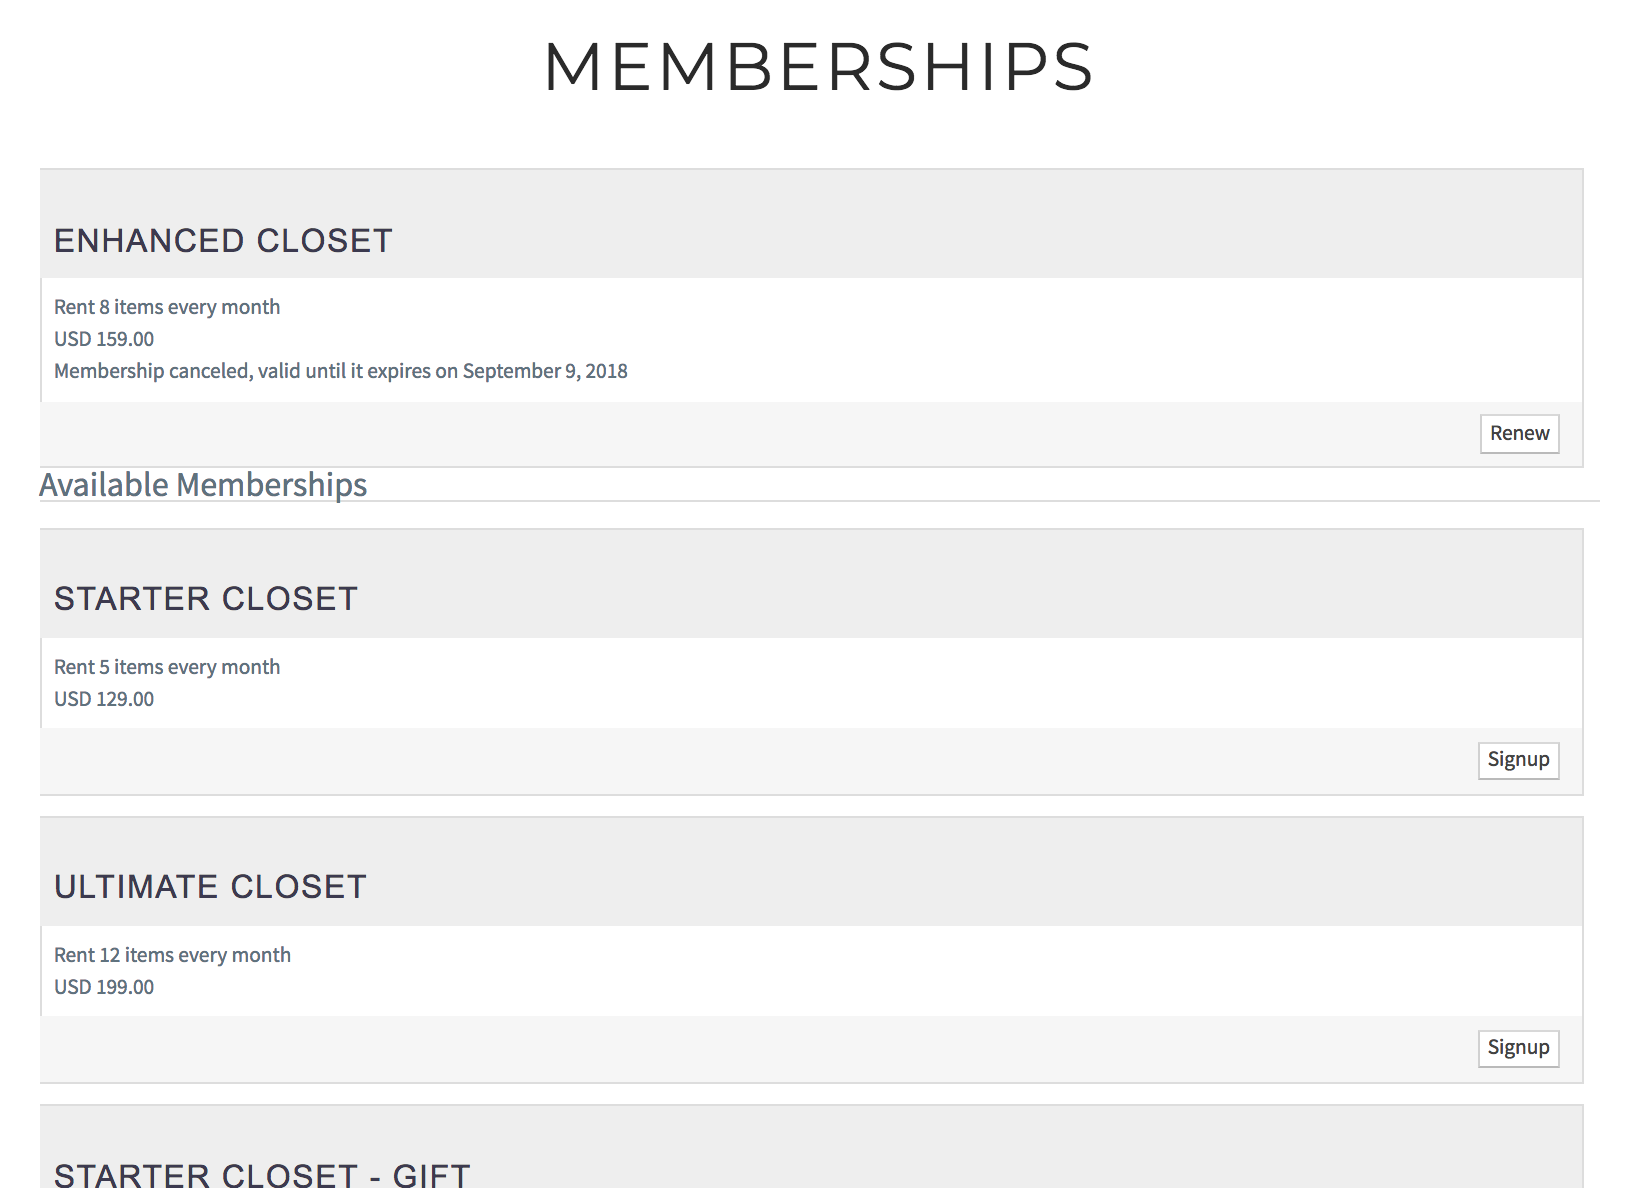 MEMBERSHIPS
ENHANCED CLOSET
Rent 8 items every month
USD 159.00
Membership canceled, valid until it expires on September 9, 2018
Renew
Available Memberships
STARTER CLOSET
Rent 5 items every month
USD 129.00
Signup
ULTIMATE CLOSET
Rent 12 items every month
USD 199.00
Signup
STARTER CLOSET - GIFT